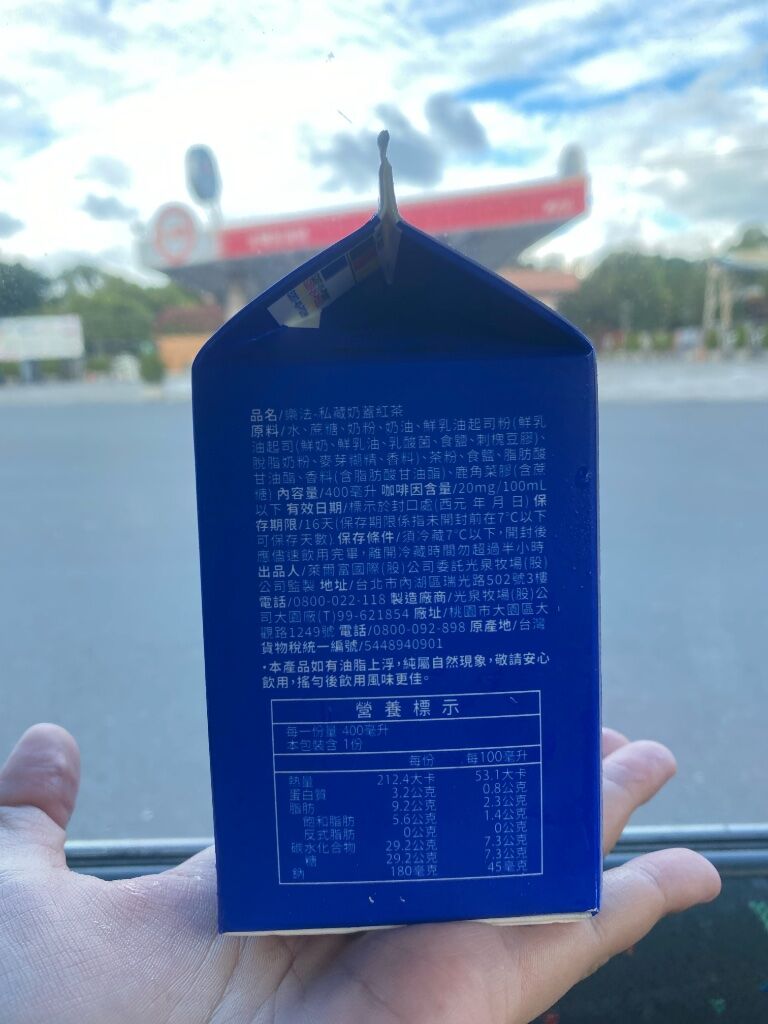 品名/樂法-私藏奶蓋紅茶
原料/水、蔗糖、奶粉、奶油、鮮乳油起司粉(鮮乳
油起司(鮮奶、鮮乳油、乳酸菌、食鹽、刺槐豆膠)、
脫脂奶粉、麥芽糊精、香料)、茶粉、食鹽、脂肪酸
甘油酯、香料(含脂肪酸甘油酯)、鹿角菜膠(含蔗
糖) 內容量/400毫升 咖啡因含量/20mg/100mL
以下 有效日期/標示於封口處(西元 年 月 日) 保
存期限/16天(保存期限係指未開封前在7℃以下
可保存天數) 保存條件/須冷藏7℃以下,開封後
應儘速飲用完畢,離開冷藏時間勿超過半小時
出品人/萊爾富國際(股)公司委託光泉牧場(股)
公司監製 地址/台北市內湖區瑞光路502號3樓
電話/0800-022-118 製造廠商/光泉牧場(股)公
司大園廠(T)99-621854 廠址/桃園市大園區大
觀路1249號 電話/0800-092-898 原產地/台灣
貨物稅統一編號/5448940901
•本產品如有油脂上浮,純屬自然現象,敬請安心
飲用,搖勻後飲用風味更佳。
營養標示
每一份量 400毫升
本包裝含 1份
每份 每100毫升
熱量 212.4大卡 53.1大卡
蛋白質 3.2公克 0.8公克
脂肪 9.2公克 2.3公克
飽和脂肪 5.6公克 1.4公克
反式脂肪 0公克 0公克
碳水化合物 29.2公克 7.3公克
糖 29.2公克 7.3公克
鈉 180毫克 45毫克